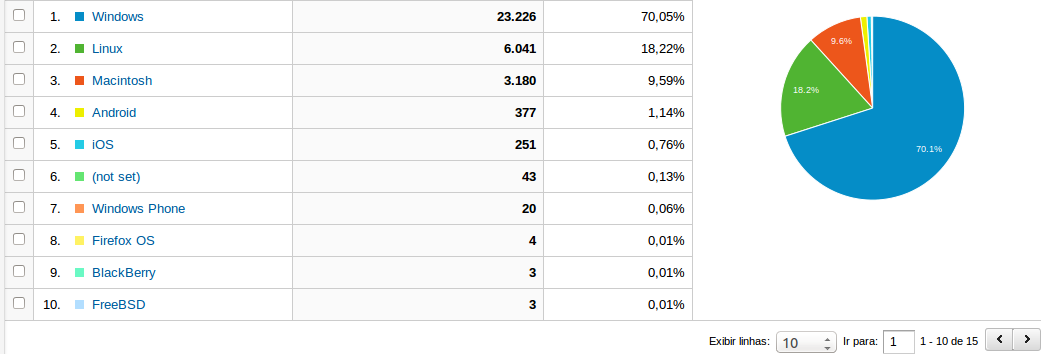 1. Windows 23.226 70,05%
2. Linux 6.041 18,22%
3. Macintosh 3.180 9,59%
4. Android 377 1,14%
5. iOS 251 0,76%
6. (not set) 43 0,13%
7. Windows Phone 20 0,06%
8. Firefox OS 4 0,01%
9. BlackBerry 3 0,01%
10. FreeBSD 3 0,01%
9.6%
18.2%
70.1%
Exibir linhas: 10 Ir para: 1 1 - 10 de 15